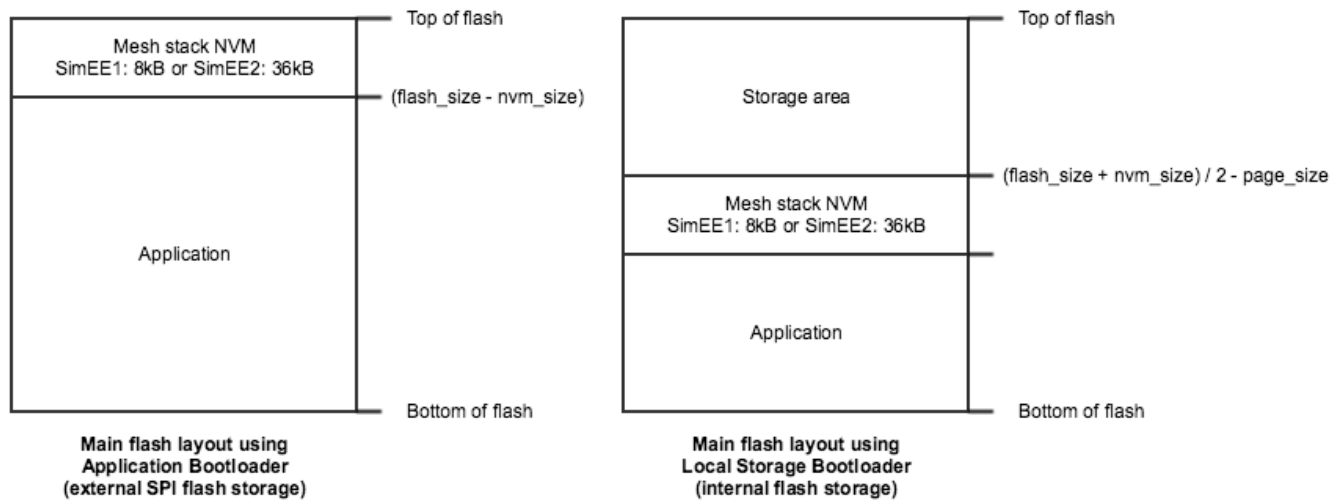 Top of flash
Mesh stack NVM
SimEE1: 8kB or SimEE2: 36kB
(flash_size - nvm_size)
Application
Bottom of flash
Main flash layout using
Application Bootloader
(external SPI flash storage)
Top of flash
Storage area
(flash_size + nvm_size) / 2 - page_size
Mesh stack NVM
SimEE1: 8kB or SimEE2: 36kB
Application
Bottom of flash
Main flash layout using
Local Storage Bootloader
(internal flash storage)